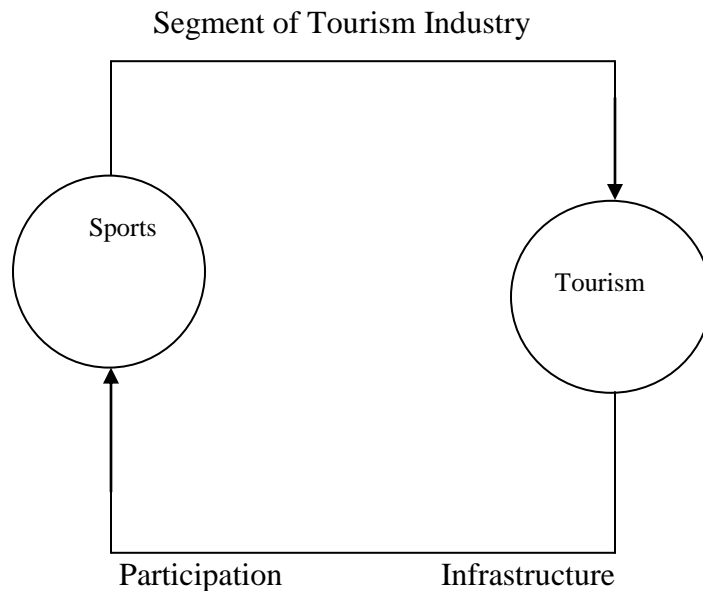 Segment of Tourism Industry
Sports
Tourism
Participation Infrastructure